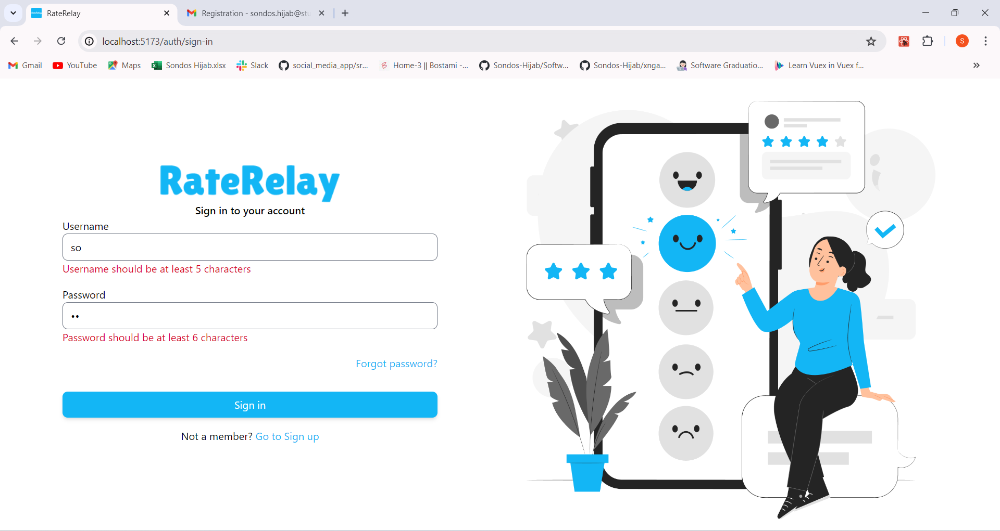 RateRelay
Registration - sondos.hijab@stu
localhost:5173/auth/sign-in
S
Gmail
YouTube
Maps
Sondos Hijab.xlsx
Slack
social_media_app/sr...
Home-3 || Bostami -...
Sondos-Hijab/Softw...
Sondos-Hijab/xnga...
Software Graduatio...
Learn Vuex in Vuex f...
RateRelay
Sign in to your account
Username
so
Username should be at least 5 characters
Password
••
Password should be at least 6 characters
Forgot password?
Sign in
Not a member? Go to Sign up